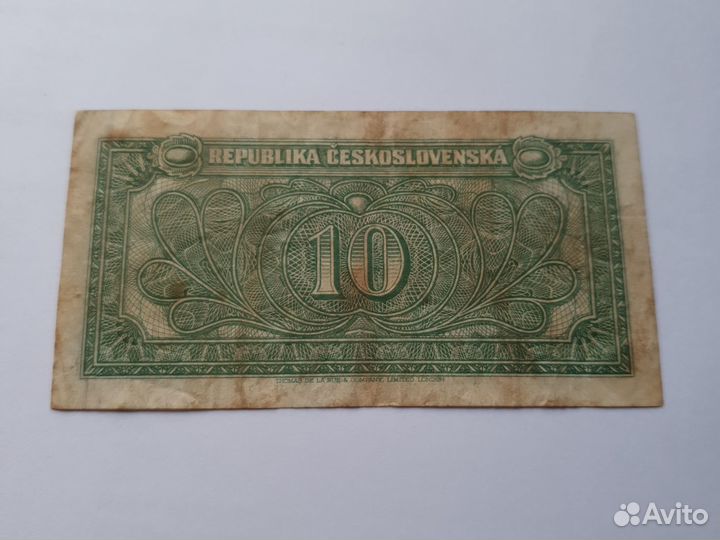 REPUBLIKA ČESKOSLOVENSKÁ
10
THOMAS DE LA RUE & COMPANY, LIMITED, LONDON
Avito